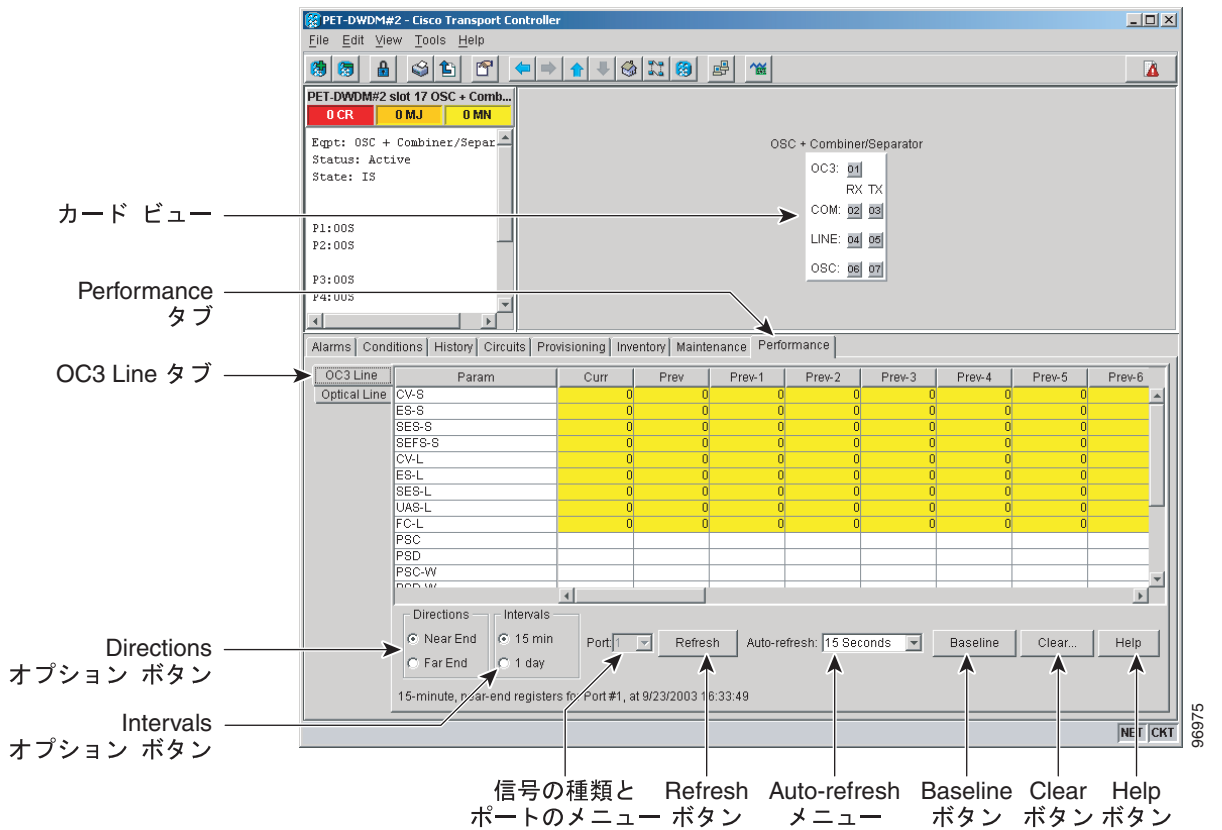 PET-DWDM#2 - Cisco Transport Controller
File Edit View Tools Help
PET-DWDM#2 slot 17 OSC + Comb...
0 CR 0 MJ 0 MN
Eqpt: OSC + Combiner/Separ
Status: Active
State: IS
P1:OOS
P2:OOS
P3:OOS
P4:OOS
OSC + Combiner/Separator
OC3: 01
RX TX
COM: 02 03
LINE: 04 05
OSC: 06 07
カード ビュー
Performance
タブ
OC3 Line タブ
Alarms Conditions History Circuits Provisioning Inventory Maintenance Performance
OC3 Line
Optical Line
Param Curr Prev Prev-1 Prev-2 Prev-3 Prev-4 Prev-5 Prev-6
CV-S 0 0 0 0 0 0 0
ES-S 0 0 0 0 0 0 0
SES-S 0 0 0 0 0 0 0
SEFS-S 0 0 0 0 0 0 0
CV-L 0 0 0 0 0 0 0
ES-L 0 0 0 0 0 0 0
SES-L 0 0 0 0 0 0 0
UAS-L 0 0 0 0 0 0 0
FC-L 0 0 0 0 0 0 0
PSC
PSD
PSC-W
PSD-W
Directions
Near End
Far End
Intervals
15 min
1 day
Port: 1 Refresh Auto-refresh: 15 Seconds Baseline Clear... Help
15-minute, near-end registers for Port #1, at 9/23/2003 16:33:49
NET CKT
Directions
オプション ボタン
Intervals
オプション ボタン
信号の種類と
ポートのメニュー
Refresh
ボタン
Auto-refresh
メニュー
Baseline
ボタン
Clear
ボタン
Help
ボタン
96975